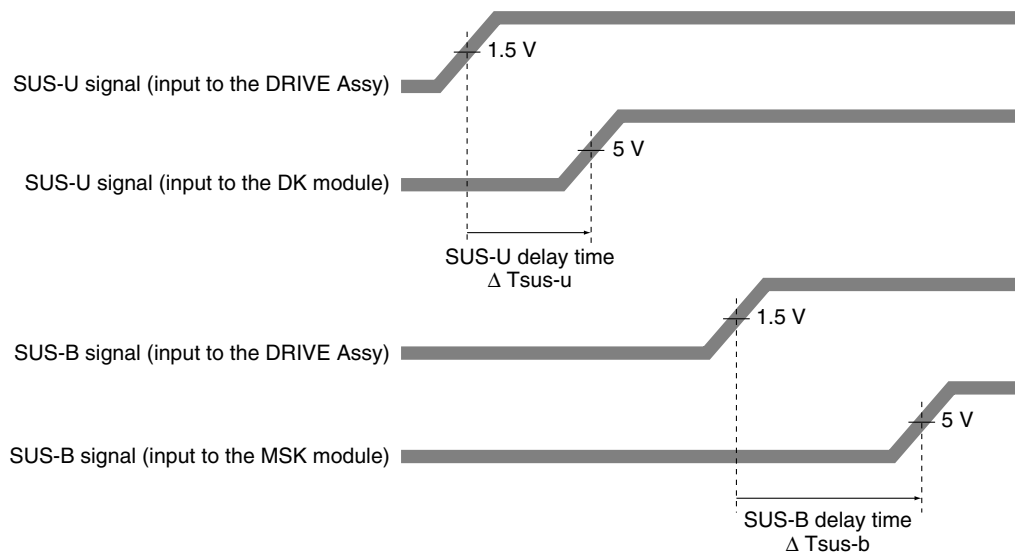 1.5 V
SUS-U signal (input to the DRIVE Assy)
5 V
SUS-U signal (input to the DK module)
SUS-U delay time
Δ Tsus-u
1.5 V
SUS-B signal (input to the DRIVE Assy)
5 V
SUS-B signal (input to the MSK module)
SUS-B delay time
Δ Tsus-b